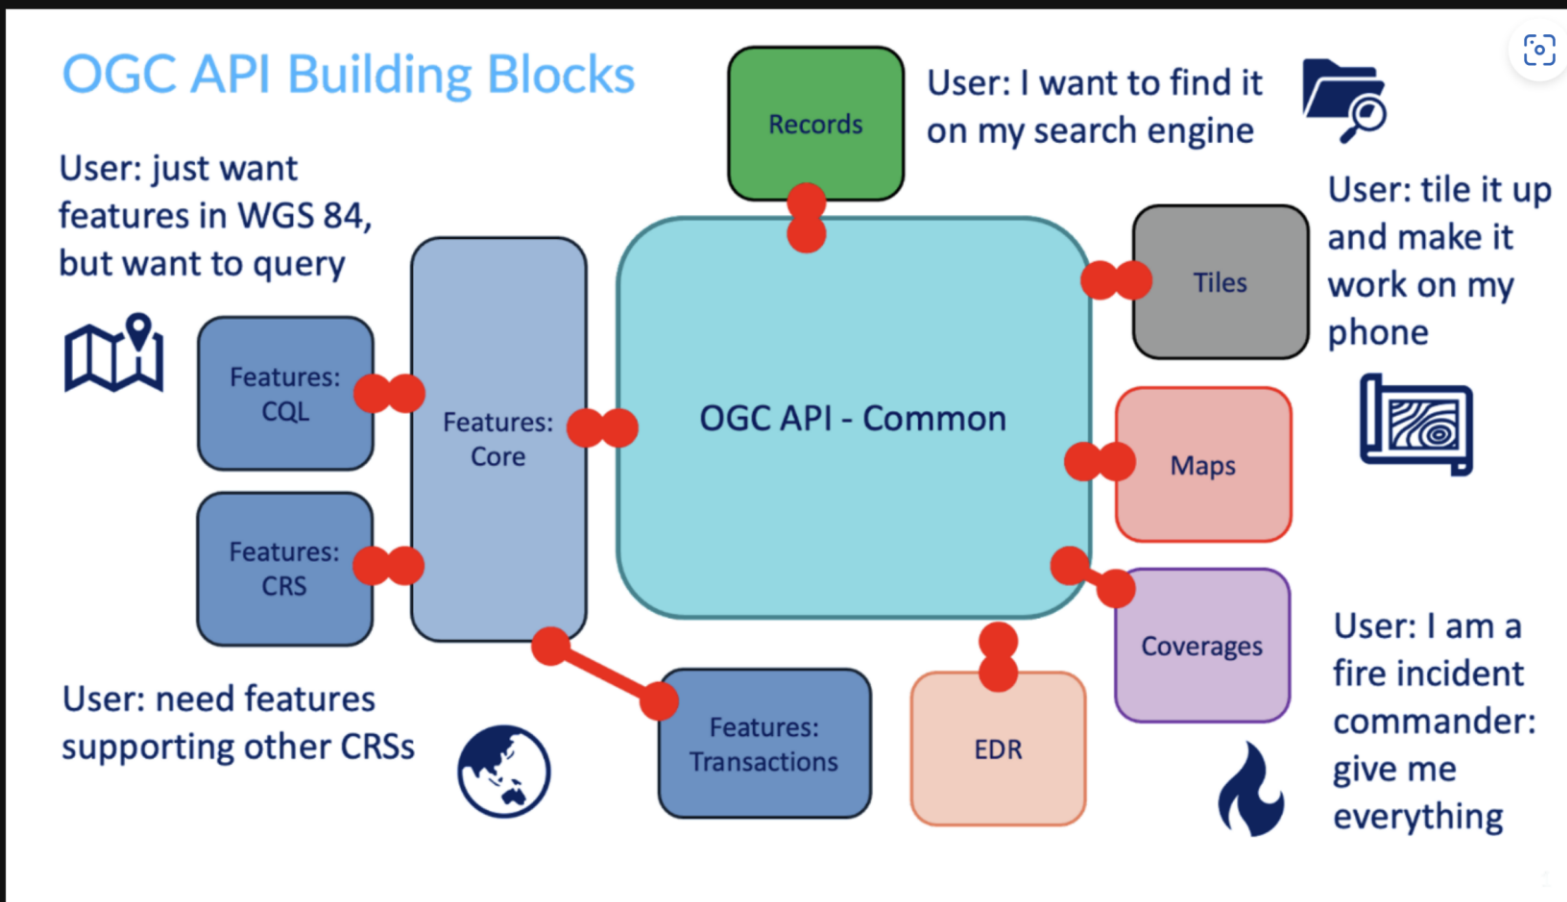 OGC API Building Blocks
User: just want
features in WGS 84,
but want to query
Records
User: I want to find it
on my search engine
User: tile it up
and make it
work on my
phone
Tiles
Features:
CQL
Features:
Core
OGC API - Common
Maps
Features:
CRS
Coverages
User: need features
supporting other CRSs
Features:
Transactions
EDR
User: I am a
fire incident
commander:
give me
everything
1